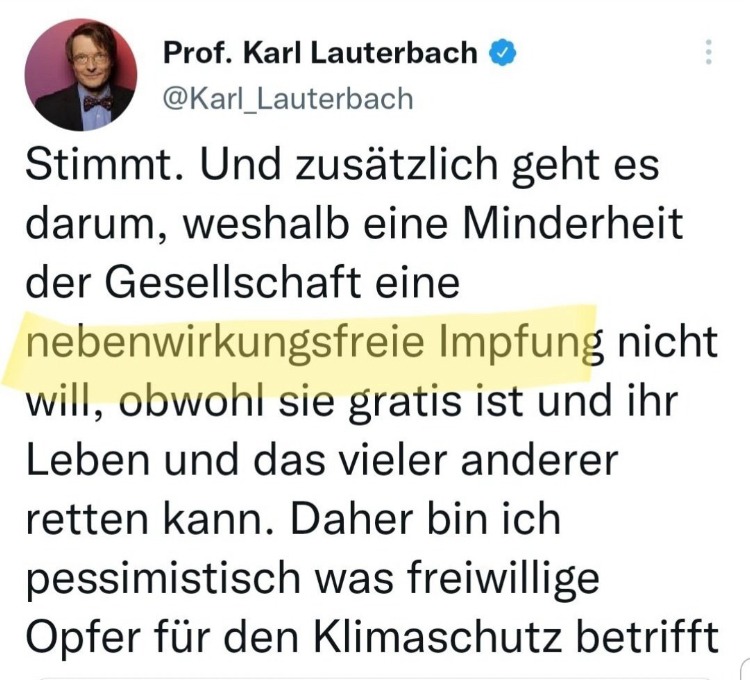 Prof. Karl Lauterbach
@Karl_Lauterbach
Stimmt. Und zusätzlich geht es
darum, weshalb eine Minderheit
der Gesellschaft eine
nebenwirkungsfreie Impfung nicht
will, obwohl sie gratis ist und ihr
Leben und das vieler anderer
retten kann. Daher bin ich
pessimistisch was freiwillige
Opfer für den Klimaschutz betrifft